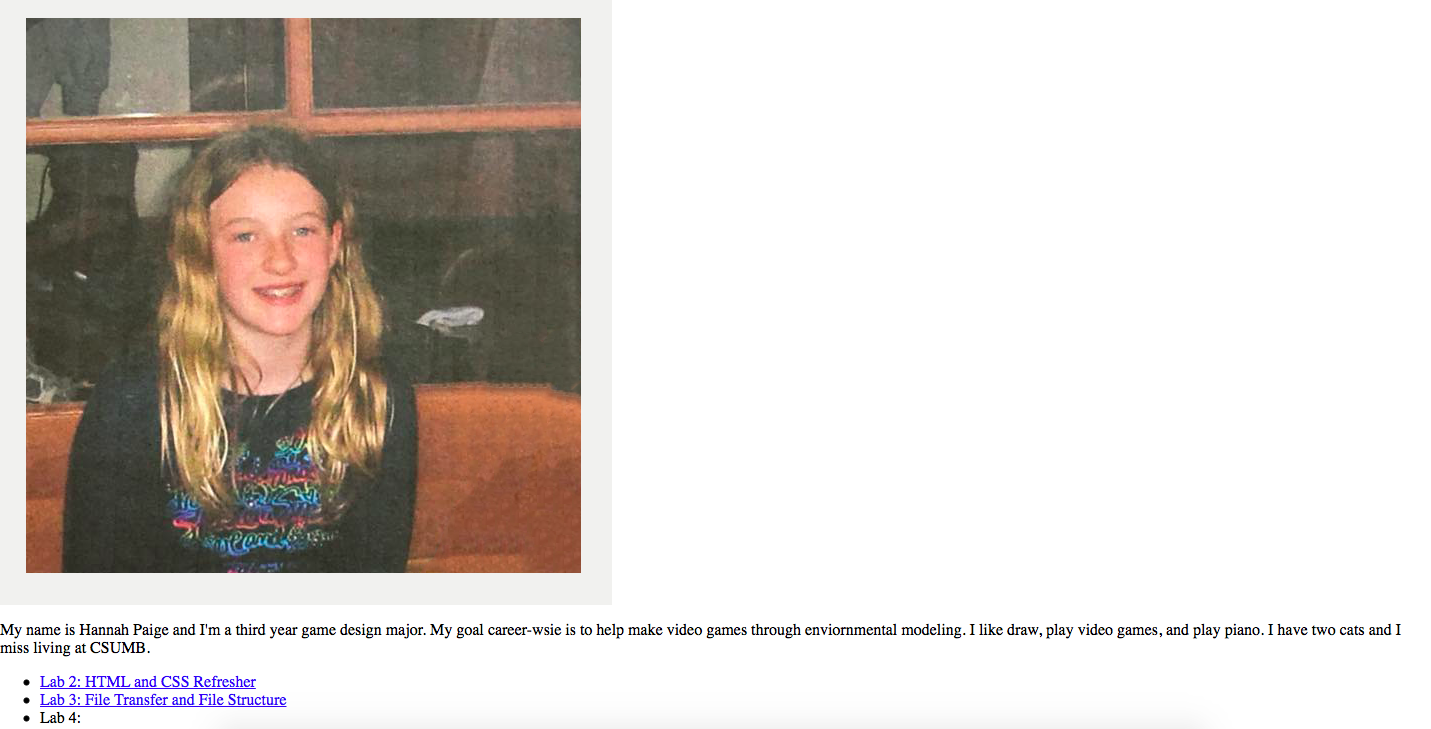 My name is Hannah Paige and I'm a third year game design major. My goal career-wsie is to help make video games through enviornmental modeling. I like draw, play video games, and play piano. I have two cats and I
miss living at CSUMB.
Lab 2: HTML and CSS Refresher
Lab 3: File Transfer and File Structure
Lab 4: